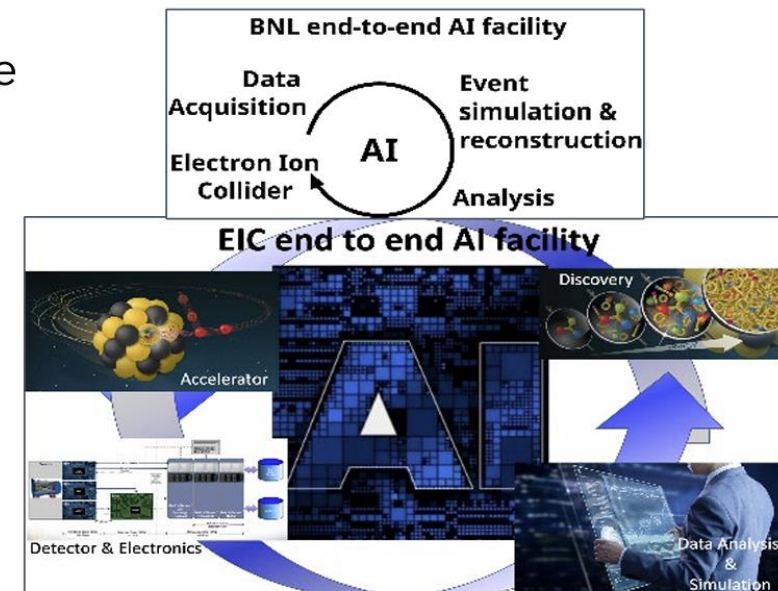 e
BNL end-to-end AI facility
Data
Acquisition
Event
simulation &
reconstruction
AI
Electron Ion
Collider
Analysis
EIC end to end AI facility
Accelerator
Discovery
AI
Detector & Electronics
Data Analysis
&
Simulation